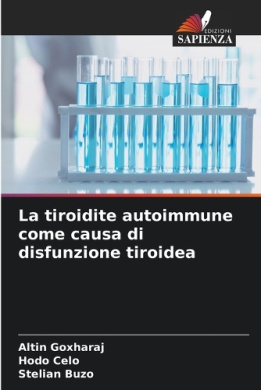 EDIZIONI
SAPIENZA
La tiroidite autoimmune
come causa di
disfunzione tiroidea
Altin Goxharaj
Hodo Celo
Stelian Buzo